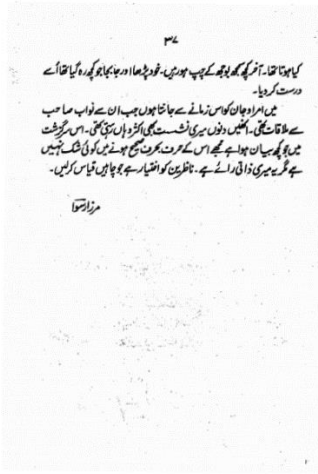 ۳۷
کیا ہوتا تھا۔ آخر کچھ سمجھ بوجھ کے چپ ہو رہیں۔ خود پڑھا اور جا بجا جو کچھ رہ گیا تھا اُسے
درست کر دیا۔
میں امراؤ جان کو اس زمانے سے جانتا ہوں جب ان سے نواب صاحب
سے ملاقات تھی۔ انھیں دنوں میری نشست بھی اکثر وہاں رہتی تھی۔ اس سرگزشت
میں جو کچھ بیان ہوا ہے مجھے اس کے حرف بحرف صحیح ہونے میں کوئی شک نہیں
ہے مگر یہ میری ذاتی رائے ہے۔ ناظرین کو اختیار ہے جو چاہیں قیاس کر لیں۔
مرزا رسوا